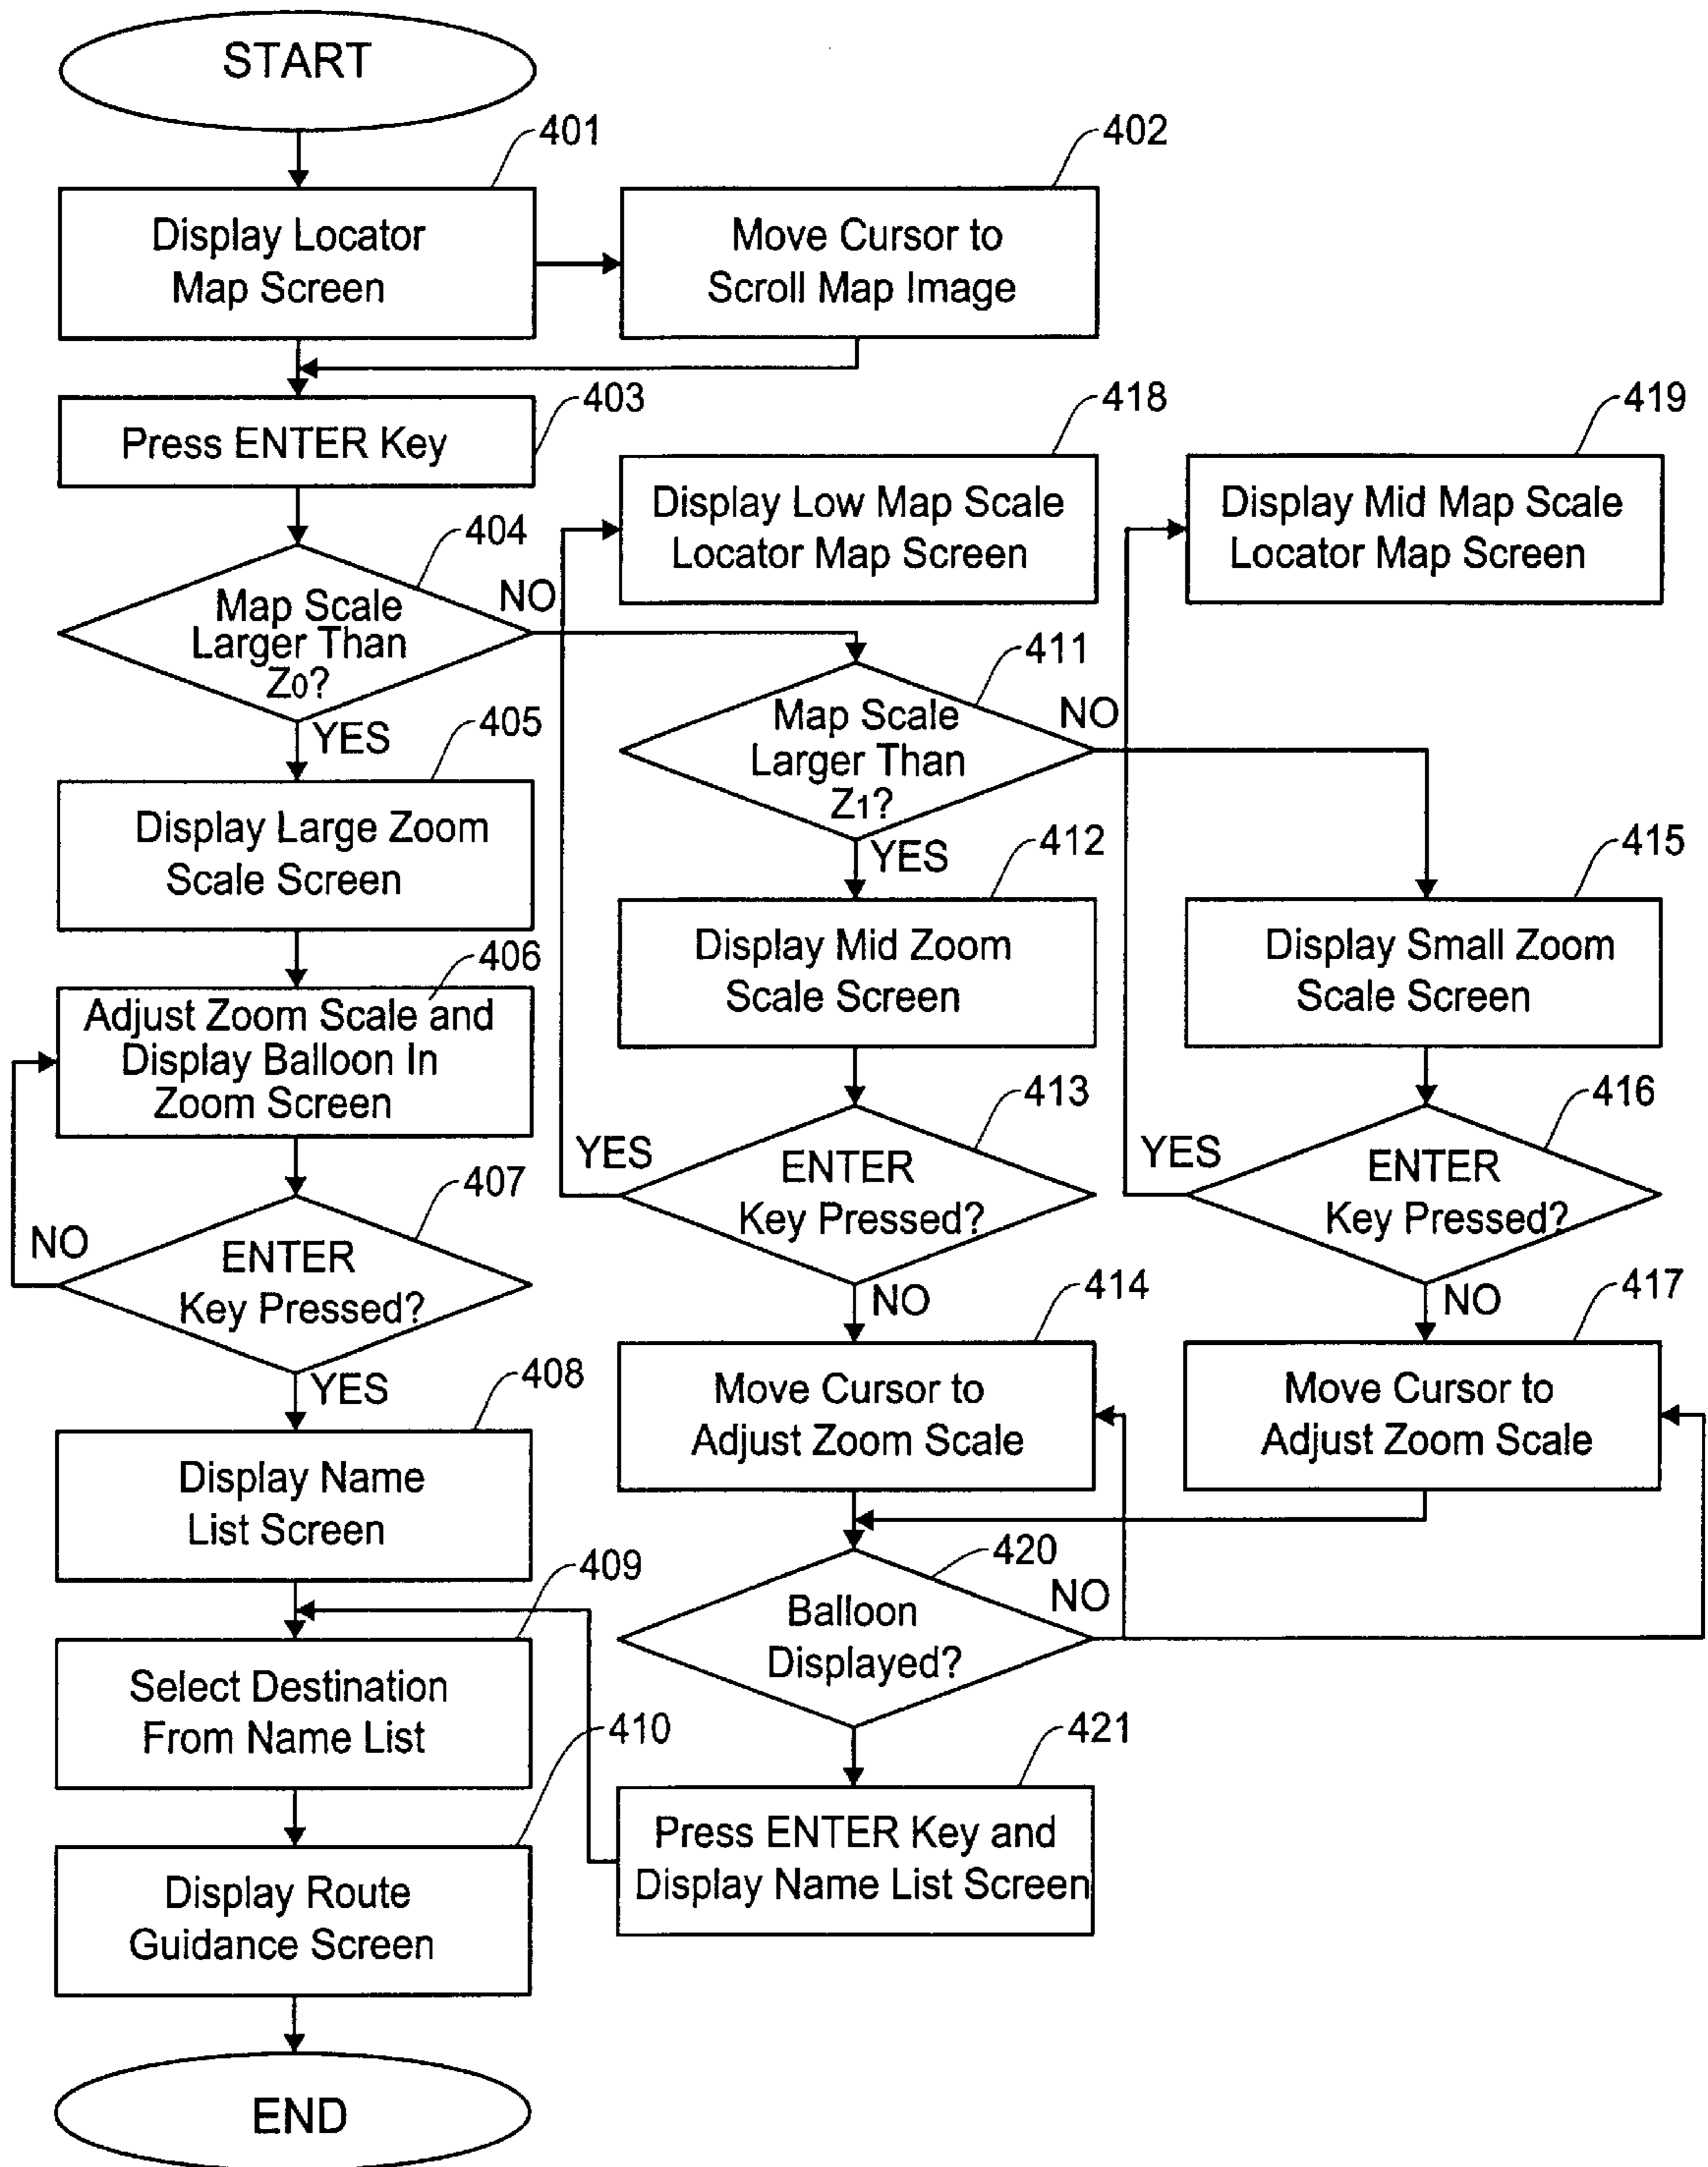 START
401
Display Locator
Map Screen
402
Move Cursor to
Scroll Map Image
403
Press ENTER Key
404
Map Scale
Larger Than
Z0?
NO
YES
405
Display Large Zoom
Scale Screen
406
Adjust Zoom Scale and
Display Balloon In
Zoom Screen
407
ENTER
Key Pressed?
NO
YES
408
Display Name
List Screen
409
Select Destination
From Name List
410
Display Route
Guidance Screen
END
418
Display Low Map Scale
Locator Map Screen
411
Map Scale
Larger Than
Z1?
NO
YES
412
Display Mid Zoom
Scale Screen
413
ENTER
Key Pressed?
YES
NO
414
Move Cursor to
Adjust Zoom Scale
420
Balloon
Displayed?
NO
421
Press ENTER Key and
Display Name List Screen
419
Display Mid Map Scale
Locator Map Screen
415
Display Small Zoom
Scale Screen
416
ENTER
Key Pressed?
YES
NO
417
Move Cursor to
Adjust Zoom Scale